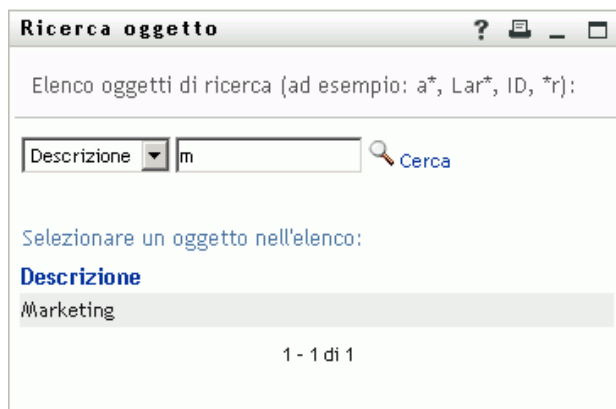 Ricerca oggetto ?
Elenco oggetti di ricerca (ad esempio: a*, Lar*, ID, *r):
Descrizione m Cerca
Selezionare un oggetto nell'elenco:
Descrizione
Marketing
1 - 1 di 1